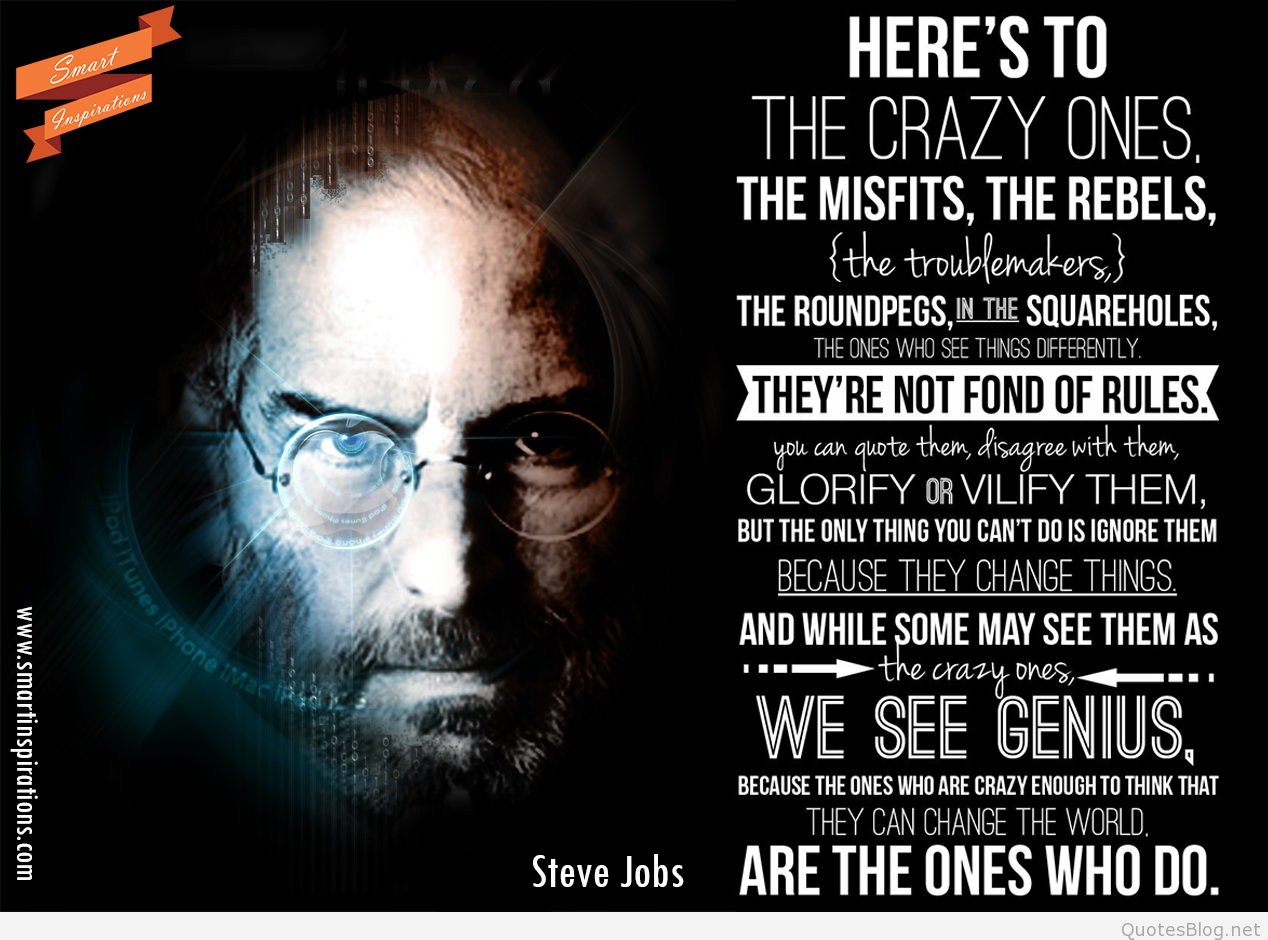 Smart
Inspirations
HERE'S TO
THE CRAZY ONES.
THE MISFITS, THE REBELS,
{the troublemakers,}
THE ROUNDPEGS, IN THE SQUAREHOLES,
THE ONES WHO SEE THINGS DIFFERENTLY.
THEY'RE NOT FOND OF RULES.
you can quote them, disagree with them,
GLORIFY OR VILIFY THEM,
BUT THE ONLY THING YOU CAN'T DO IS IGNORE THEM
BECAUSE THEY CHANGE THINGS.
AND WHILE SOME MAY SEE THEM AS
the crazy ones,
WE SEE GENIUS,
BECAUSE THE ONES WHO ARE CRAZY ENOUGH TO THINK THAT
THEY CAN CHANGE THE WORLD.
ARE THE ONES WHO DO.
iPod iTunes iPhone iMac
www.smartinspirations.com
Steve Jobs
QuotesBlog.net